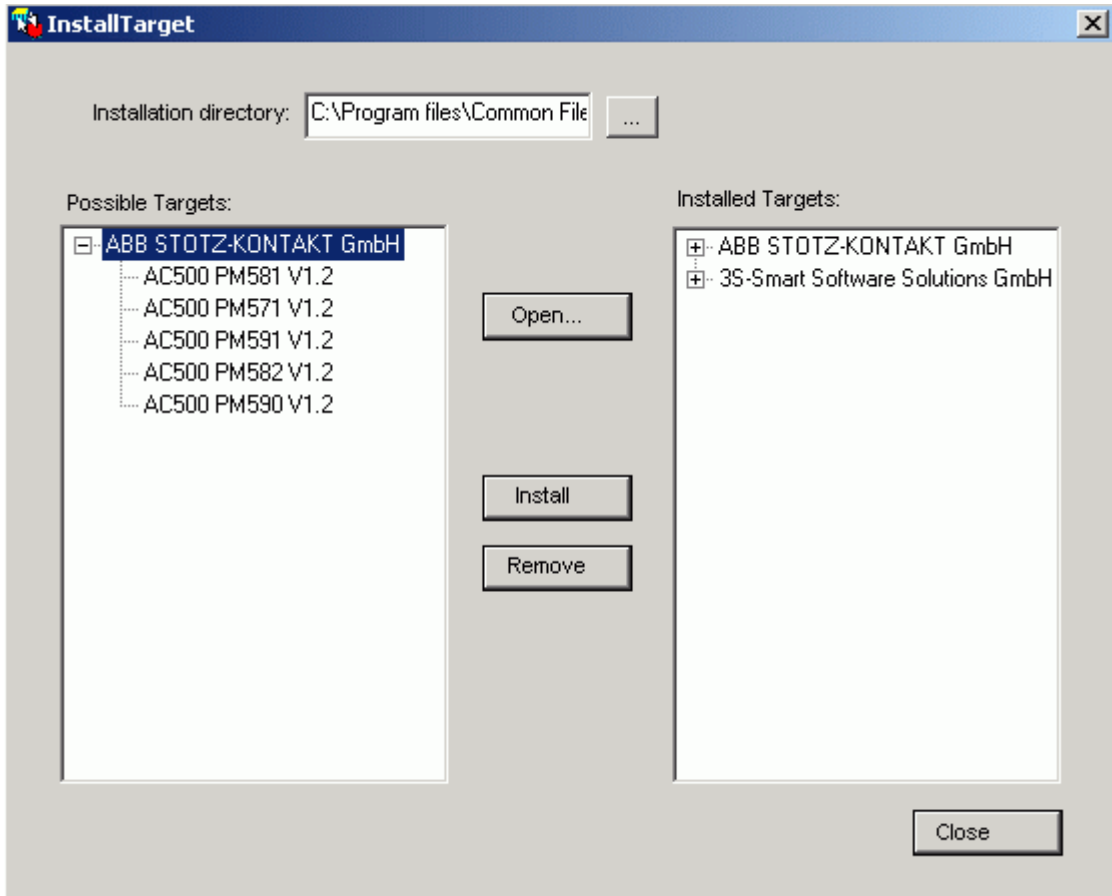 InstallTarget
Installation directory: C:\Program files\Common File ...
Possible Targets:
ABB STOTZ-KONTAKT GmbH
AC500 PM581 V1.2
AC500 PM571 V1.2
AC500 PM591 V1.2
AC500 PM582 V1.2
AC500 PM590 V1.2
Open...
Install
Remove
Installed Targets:
ABB STOTZ-KONTAKT GmbH
3S-Smart Software Solutions GmbH
Close